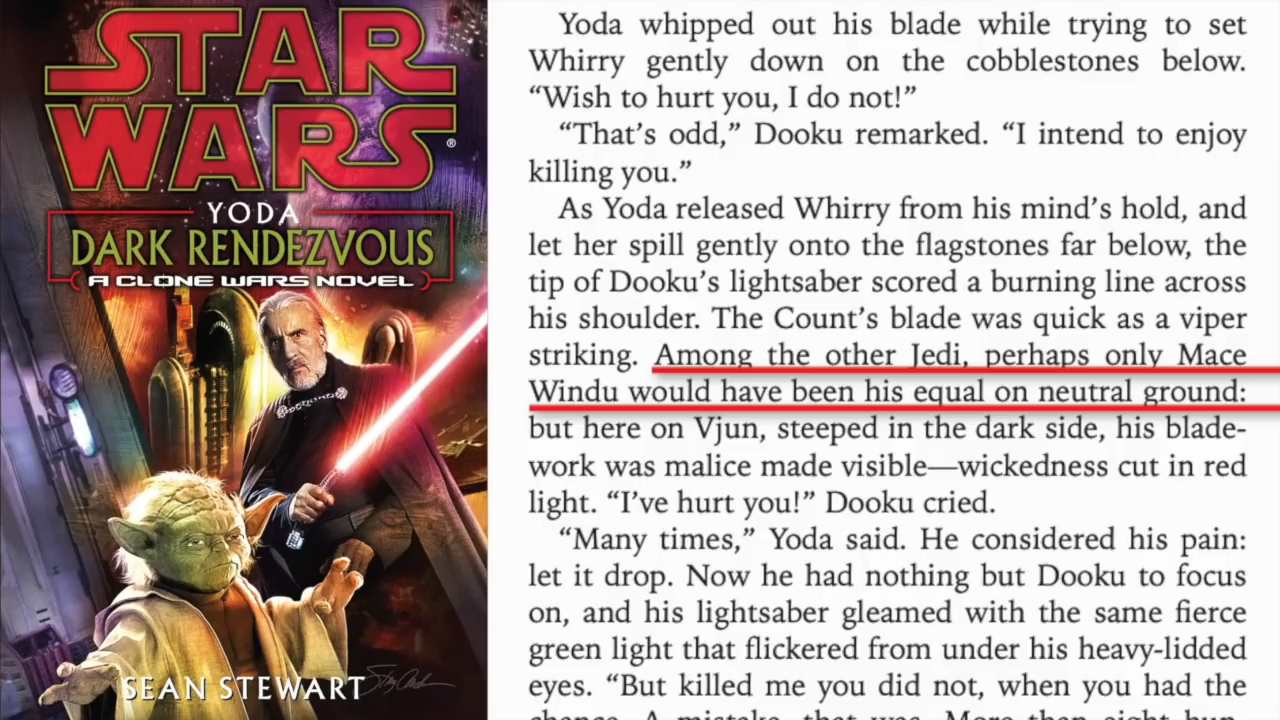 STAR
WARS®
YODA
DARK RENDEZVOUS
A CLONE WARS NOVEL
SEAN STEWART
Yoda whipped out his blade while trying to set
Whirry gently down on the cobblestones below.
“Wish to hurt you, I do not!”
“That’s odd,” Dooku remarked. “I intend to enjoy
killing you.”
As Yoda released Whirry from his mind’s hold, and
let her spill gently onto the flagstones far below, the
tip of Dooku’s lightsaber scored a burning line across
his shoulder. The Count’s blade was quick as a viper
striking. Among the other Jedi, perhaps only Mace
Windu would have been his equal on neutral ground:
but here on Vjun, steeped in the dark side, his blade-
work was malice made visible—wickedness cut in red
light. “I’ve hurt you!” Dooku cried.
“Many times,” Yoda said. He considered his pain:
let it drop. Now he had nothing but Dooku to focus
on, and his lightsaber gleamed with the same fierce
green light that flickered from under his heavy-lidded
eyes. “But killed me you did not, when you had the
chance. A mistake, that was. More than eight hun-